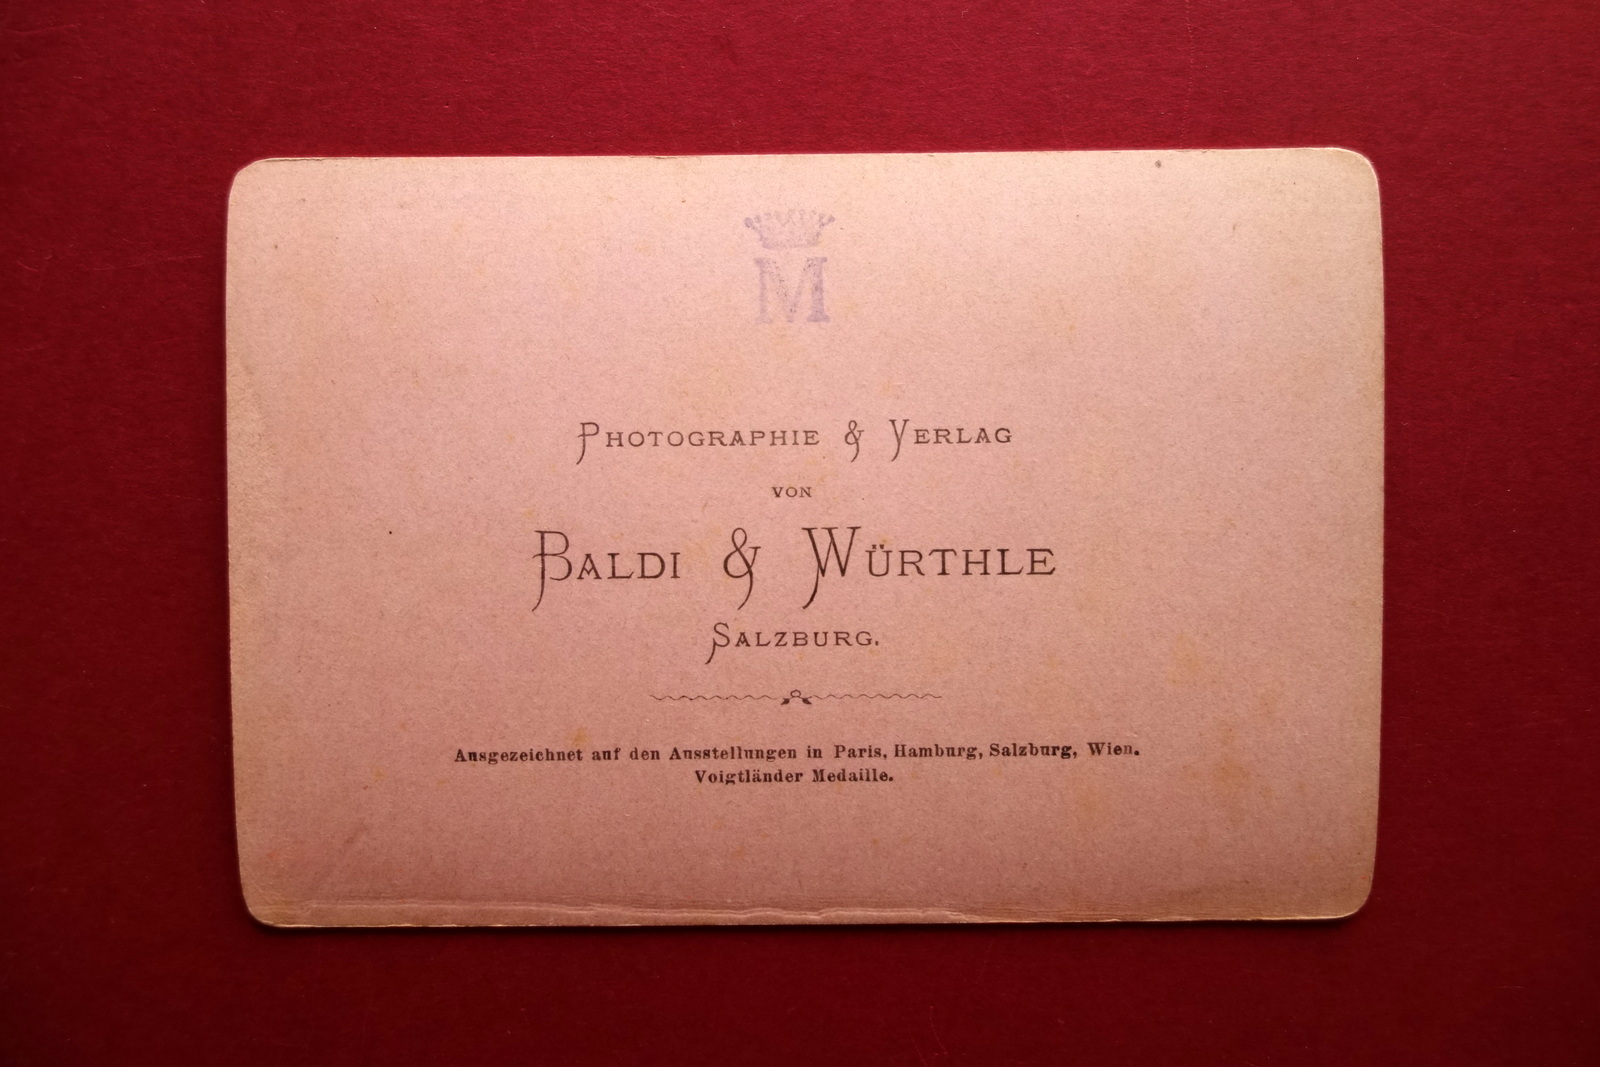 M
PHOTOGRAPHIE & VERLAG
VON
BALDI & WÜRTHLE
SALZBURG.
Ausgezeichnet auf den Ausstellungen in Paris, Hamburg, Salzburg, Wien.
Voigtländer Medaille.